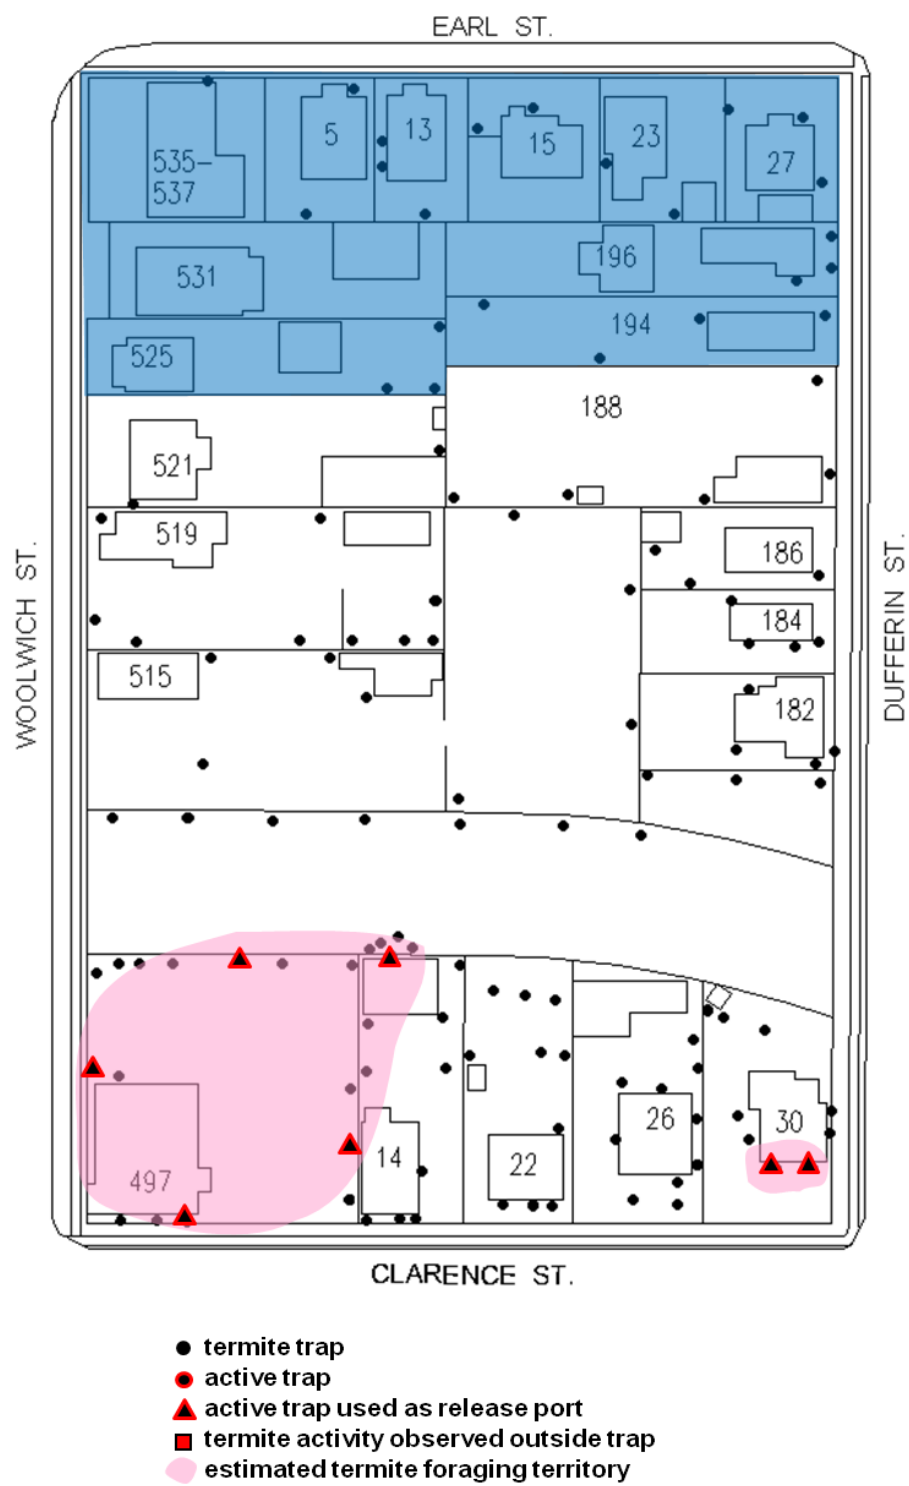 EARL ST.
535-
537
5
13
15
23
27
531
196
525
194
188
521
519
186
184
515
182
WOOLWICH ST.
DUFFERIN ST.
497
14
22
26
30
CLARENCE ST.
termite trap
active trap
active trap used as release port
termite activity observed outside trap
estimated termite foraging territory